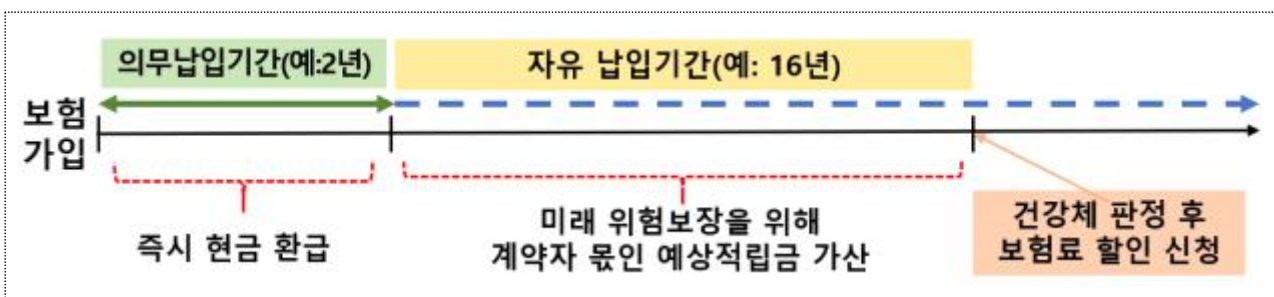 의무납입기간(예:2년)
자유 납입기간(예: 16년)
보험
가입
즉시 현금 환급
미래 위험보장을 위해
계약자 몫인 예상적립금 가산
건강체 판정 후
보험료 할인 신청